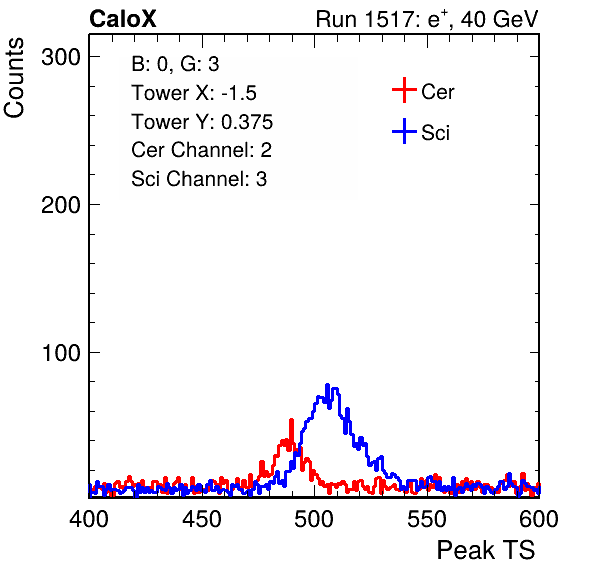 CaloX Run 1517: e⁺, 40 GeV
Counts
300
200
100
B: 0, G: 3
Tower X: -1.5
Tower Y: 0.375
Cer Channel: 2
Sci Channel: 3
Cer
Sci
400 450 500 550 600
Peak TS